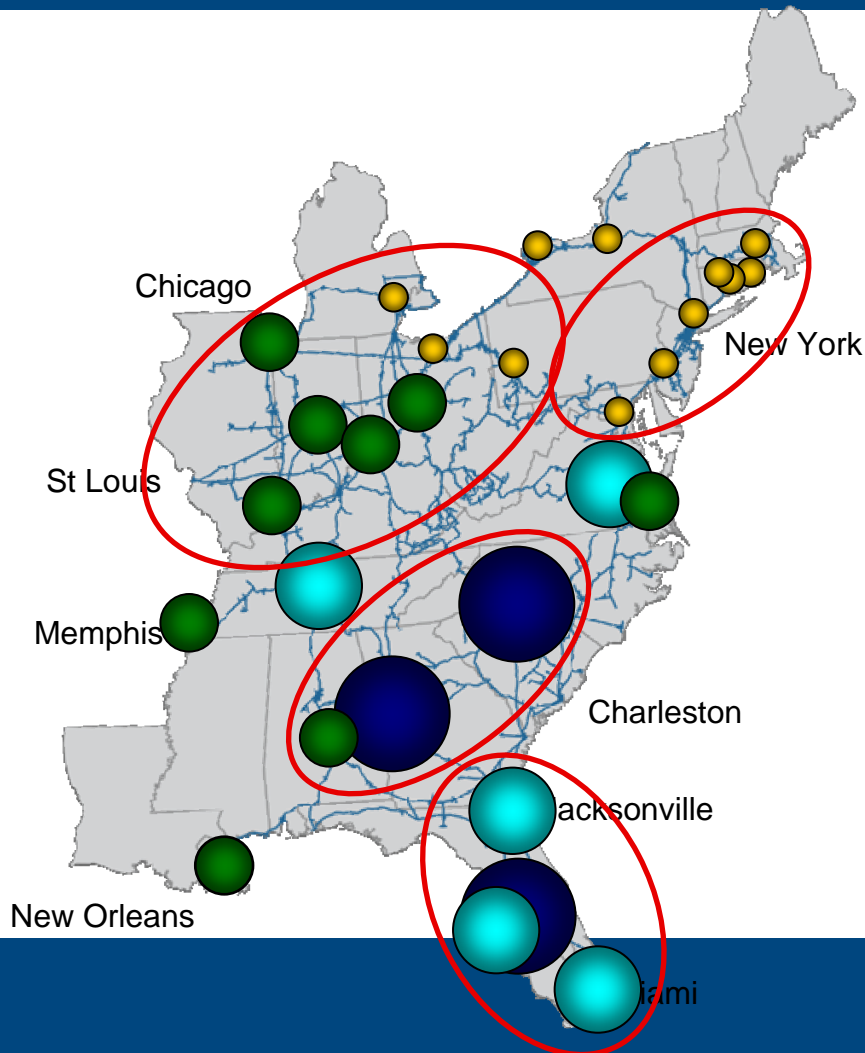 Chicago
New York
St Louis
Memphis
Charleston
acksonville
New Orleans
iami